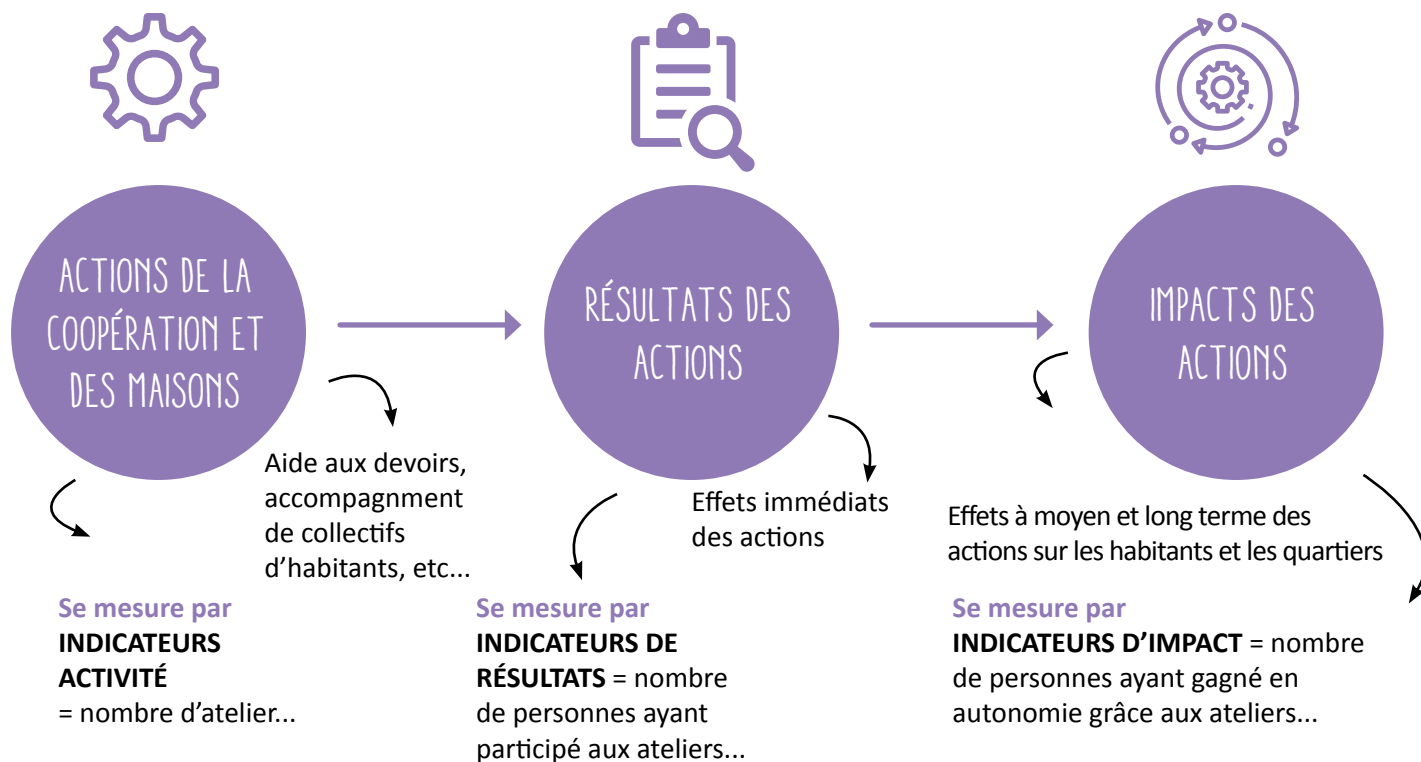 ACTIONS DE LA
COOPÉRATION ET
DES MAISONS
Aide aux devoirs,
accompagnment
de collectifs
d'habitants, etc...
Se mesure par
INDICATEURS
ACTIVITÉ
= nombre d'atelier...
RÉSULTATS DES
ACTIONS
Effets immédiats
des actions
Se mesure par
INDICATEURS DE
RÉSULTATS = nombre
de personnes ayant
participé aux ateliers...
IMPACTS DES
ACTIONS
Effets à moyen et long terme des
actions sur les habitants et les quartiers
Se mesure par
INDICATEURS D'IMPACT = nombre
de personnes ayant gagné en
autonomie grâce aux ateliers...